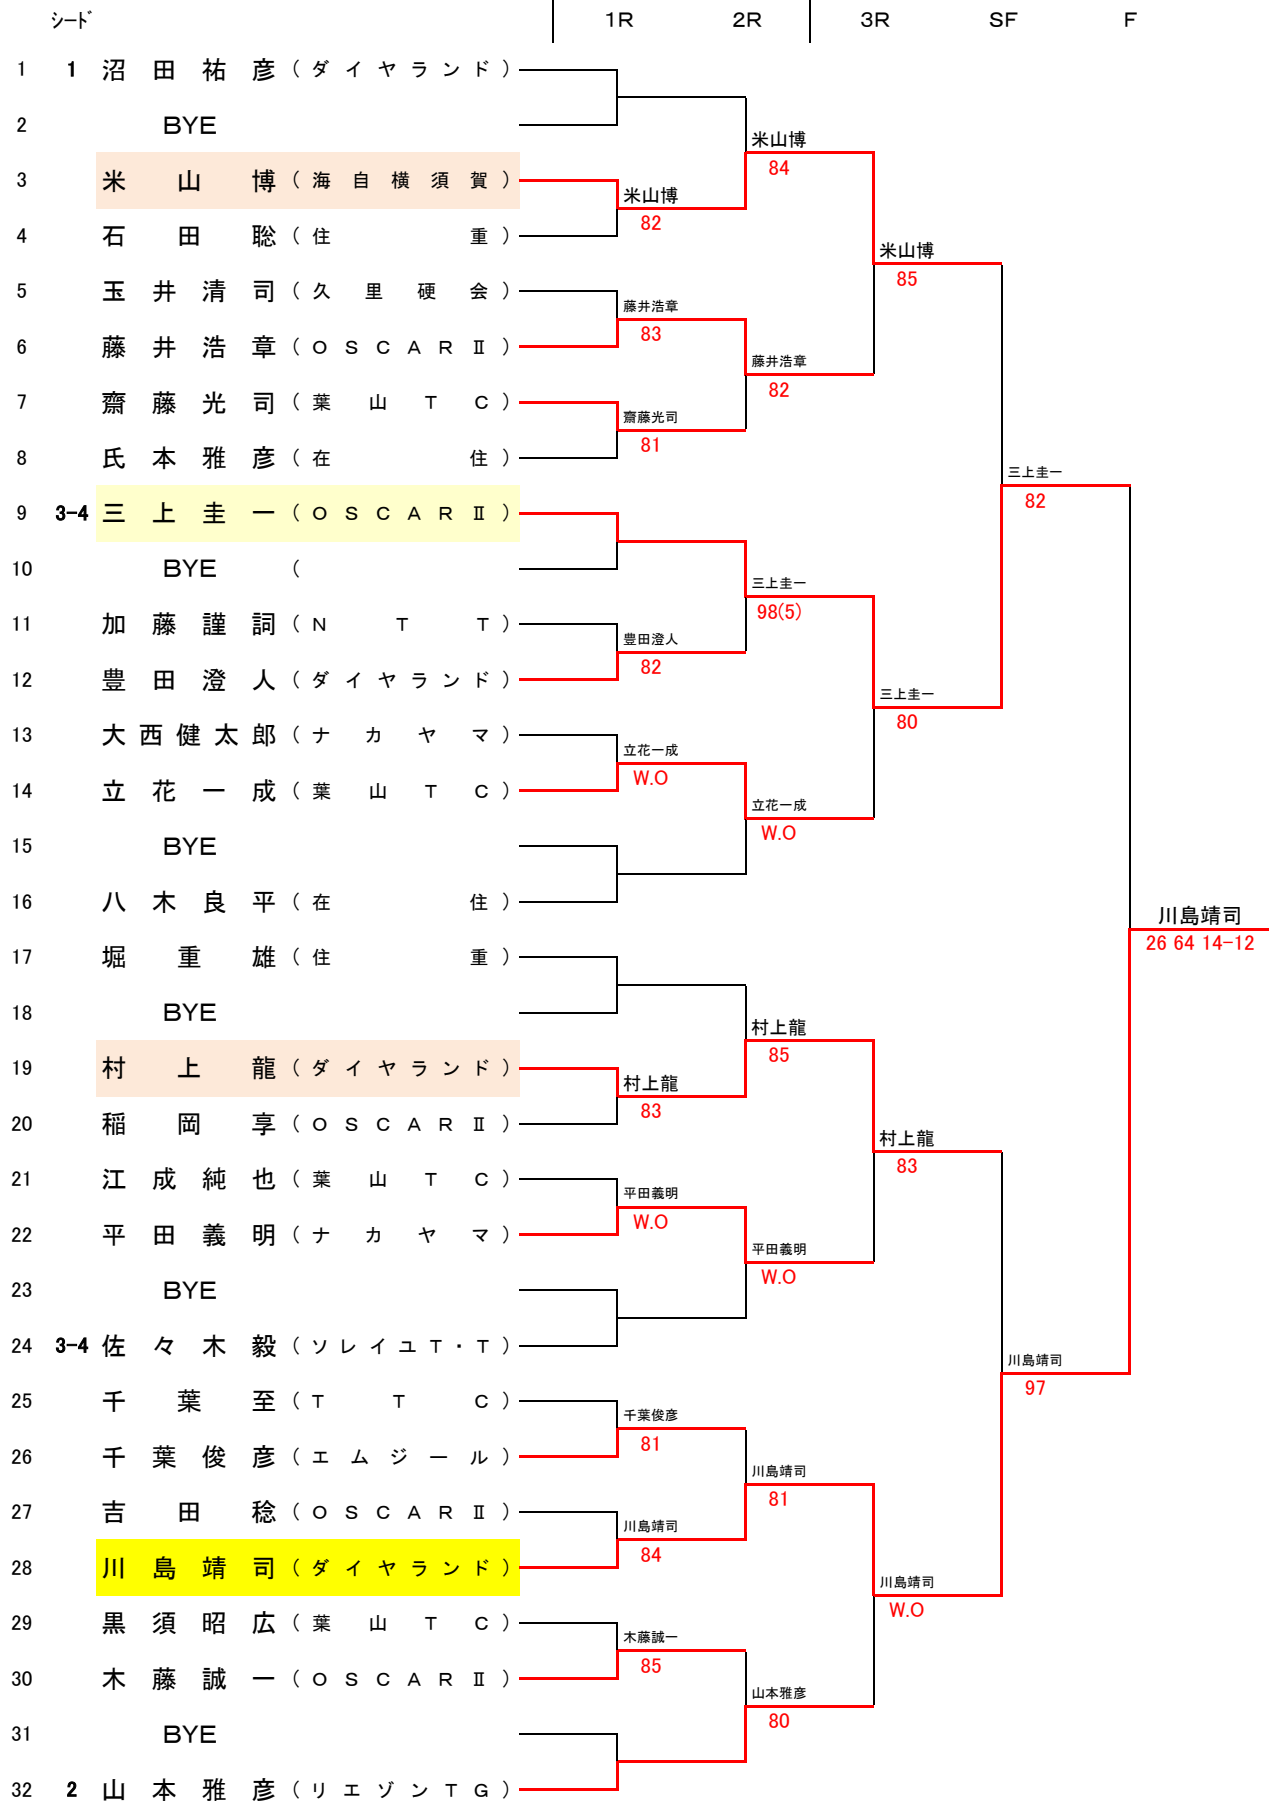 シード 1R 2R 3R SF F
1 1 沼田祐彦 (ダイヤランド)
2 BYE
米山博
3 米山博 (海自横須賀) 84
米山博
4 石田聡 (住重) 82
米山博
5 玉井清司 (久里硬会) 85
藤井浩章
6 藤井浩章 (OSCARⅡ) 83
藤井浩章
7 齋藤光司 (葉山TC) 82
齋藤光司
8 氏本雅彦 (在住) 81
三上圭一
9 3-4 三上圭一 (OSCARⅡ) 82
10 BYE (
三上圭一
11 加藤謹詞 (NTT) 98(5)
豊田澄人
12 豊田澄人 (ダイヤランド) 82
三上圭一
13 大西健太郎 (ナカヤマ) 80
立花一成
14 立花一成 (葉山TC) W.O
立花一成
15 BYE W.O
16 八木良平 (在住)
川島靖司
17 堀重雄 (住重) 26 64 14-12
18 BYE
村上龍
19 村上龍 (ダイヤランド) 85
村上龍
20 稲岡享 (OSCARⅡ) 83
村上龍
21 江成純也 (葉山TC) 83
平田義明
22 平田義明 (ナカヤマ) W.O
平田義明
23 BYE W.O
24 3-4 佐々木毅 (ソレイユT・T)
川島靖司
25 千葉至 (TTC) 97
千葉俊彦
26 千葉俊彦 (エムジール) 81
川島靖司
27 吉田稔 (OSCARⅡ) 81
川島靖司
28 川島靖司 (ダイヤランド) 84
川島靖司
29 黒須昭広 (葉山TC) W.O
木藤誠一
30 木藤誠一 (OSCARⅡ) 85
山本雅彦
31 BYE 80
32 2 山本雅彦 (リエゾンTG)